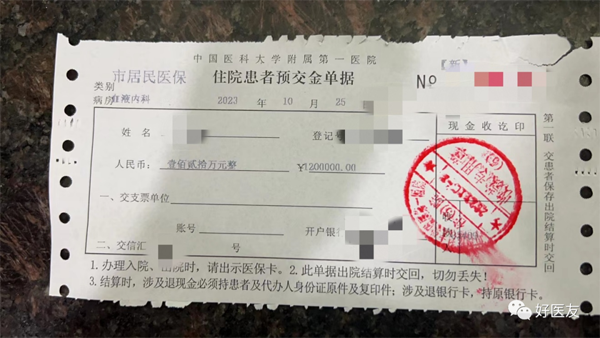 中国医科大学附属第一医院
市居民医保
住院患者预交金单据
【新】
类别
病房
血液内科
2023 年 10 月 25
№
姓名
登记号
现金收讫印
人民币：
壹佰贰拾万元整
￥1200000.00
一、交支票单位
账号
开户银
二、交信汇
号
第一联 交患者保存出院结算时交回
1.办理入院、出院时，请出示医保卡。2.此单据出院结算时交回，切勿丢失！
3.结算时，涉及退现金必须持患者及代办人身份证原件及复印件；涉及退银行卡，持原银行卡。
好医友